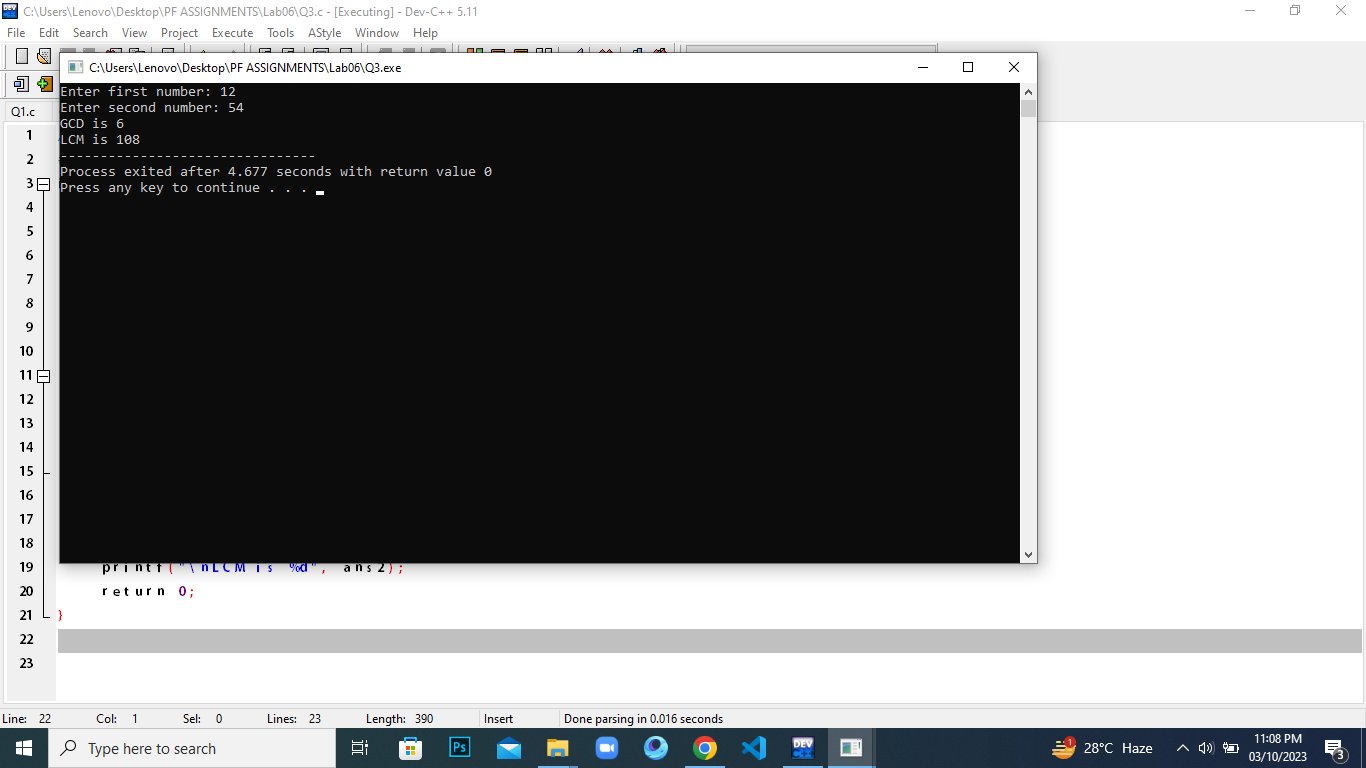 C:\Users\Lenovo\Desktop\PF ASSIGNMENTS\Lab06\Q3.c - [Executing] - Dev-C++ 5.11
File Edit Search View Project Execute Tools AStyle Window Help
C:\Users\Lenovo\Desktop\PF ASSIGNMENTS\Lab06\Q3.exe
Enter first number: 12
Enter second number: 54
GCD is 6
LCM is 108
--------------------------------
Process exited after 4.677 seconds with return value 0
Press any key to continue . . .
Q1.c
1
2
3
4
5
6
7
8
9
10
11
12
13
14
15
16
17
18
19 printf("\nLCM is %d", ans2);
20 return 0;
21 }
22
23
Line: 22 Col: 1 Sel: 0 Lines: 23 Length: 390 Insert Done parsing in 0.016 seconds
Type here to search
Ps
DEV
1
28°C Haze
11:08 PM
03/10/2023
3